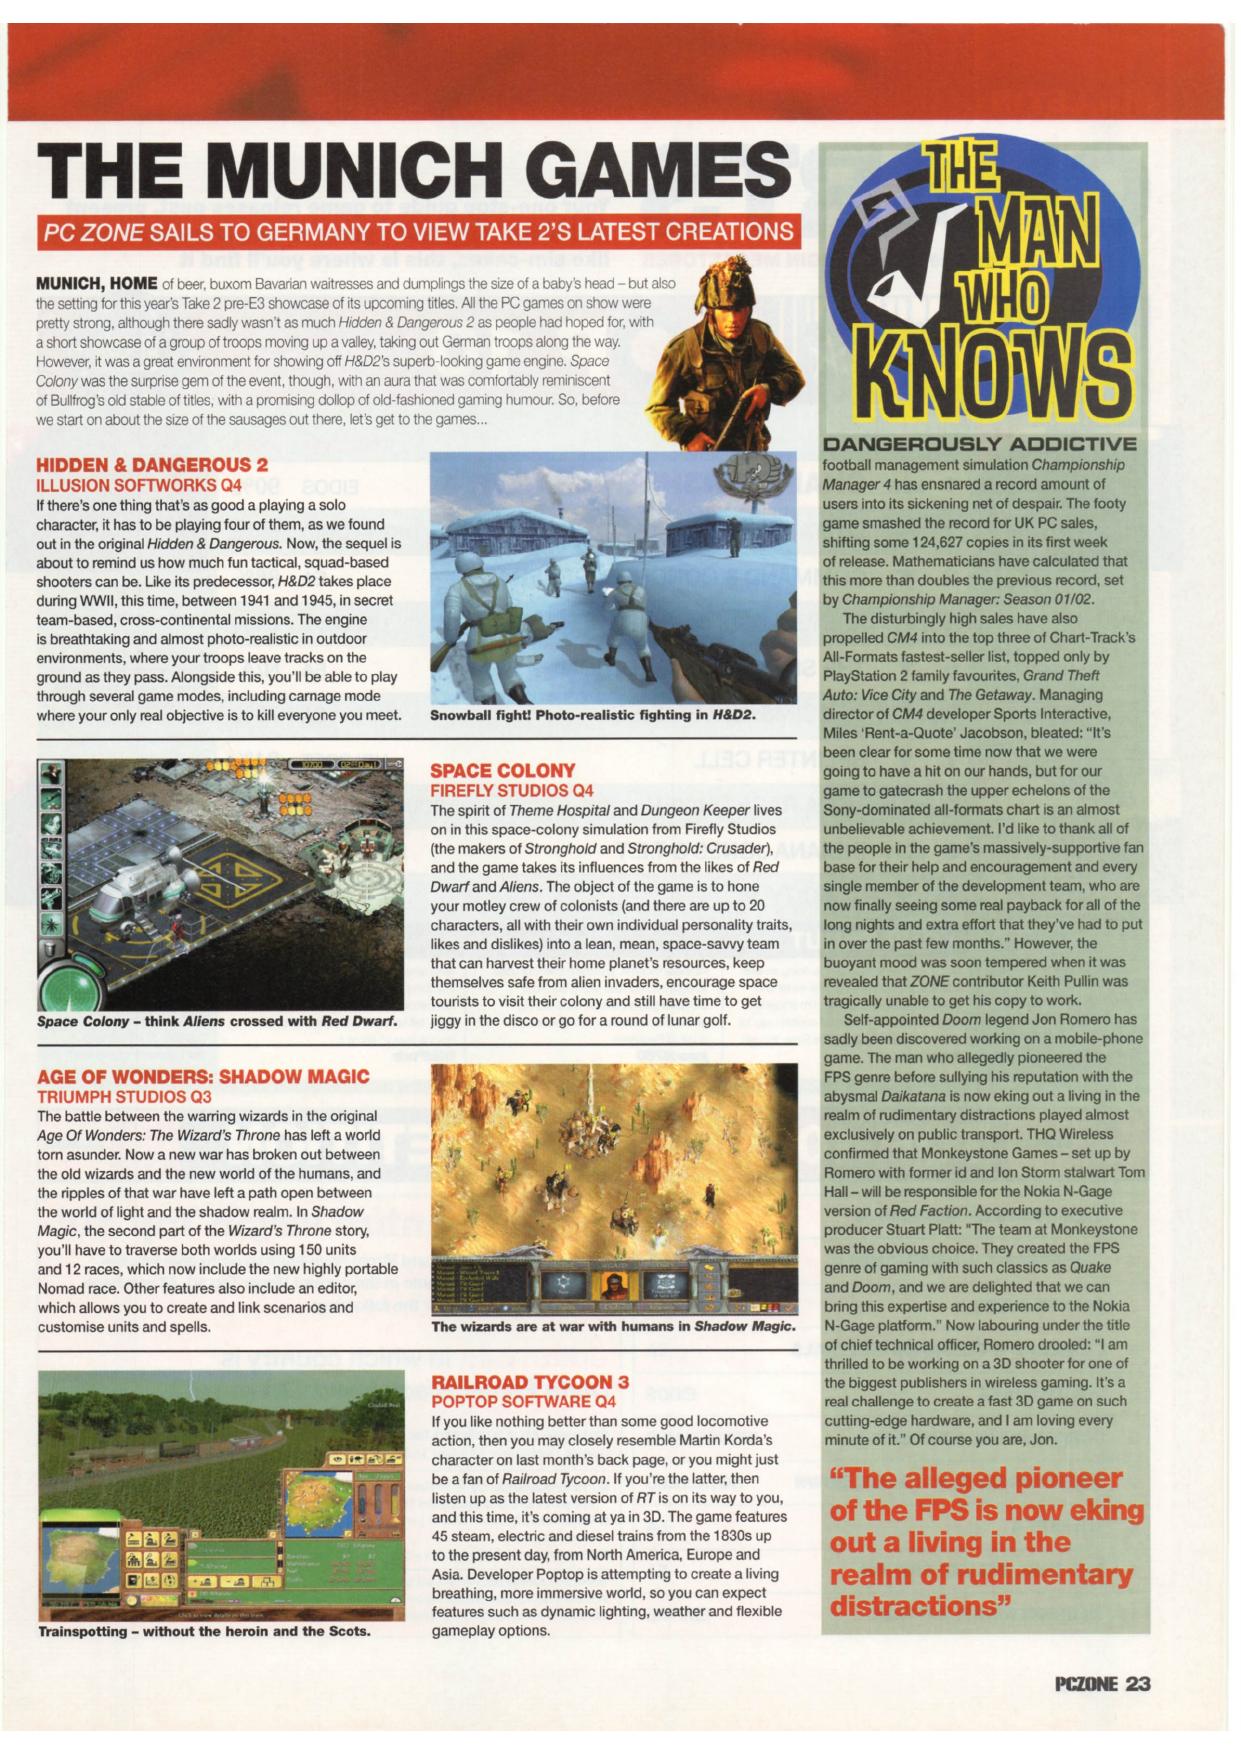 THE MUNICH GAMES
PC ZONE SAILS TO GERMANY TO VIEW TAKE 2'S LATEST CREATIONS
MUNICH, HOME of beer, buxom Bavarian waitresses and dumplings the size of a baby's head – but also
the setting for this year's Take 2 pre-E3 showcase of its upcoming titles. All the PC games on show were
pretty strong, although there sadly wasn't as much Hidden & Dangerous 2 as people had hoped for, with
a short showcase of a group of troops moving up a valley, taking out German troops along the way.
However, it was a great environment for showing off H&D2's superb-looking game engine. Space
Colony was the surprise gem of the event, though, with an aura that was comfortably reminiscent
of Bullfrog's old stable of titles, with a promising dollop of old-fashioned gaming humour. So, before
we start on about the size of the sausages out there, let's get to the games...
HIDDEN & DANGEROUS 2
ILLUSION SOFTWORKS Q4
If there's one thing that's as good a playing a solo
character, it has to be playing four of them, as we found
out in the original Hidden & Dangerous. Now, the sequel is
about to remind us how much fun tactical, squad-based
shooters can be. Like its predecessor, H&D2 takes place
during WWII, this time, between 1941 and 1945, in secret
team-based, cross-continental missions. The engine
is breathtaking and almost photo-realistic in outdoor
environments, where your troops leave tracks on the
ground as they pass. Alongside this, you'll be able to play
through several game modes, including carnage mode
where your only real objective is to kill everyone you meet.
Snowball fight! Photo-realistic fighting in H&D2.
Space Colony – think Aliens crossed with Red Dwarf.
SPACE COLONY
FIREFLY STUDIOS Q4
The spirit of Theme Hospital and Dungeon Keeper lives
on in this space-colony simulation from Firefly Studios
(the makers of Stronghold and Stronghold: Crusader),
and the game takes its influences from the likes of Red
Dwarf and Aliens. The object of the game is to hone
your motley crew of colonists (and there are up to 20
characters, all with their own individual personality traits,
likes and dislikes) into a lean, mean, space-savvy team
that can harvest their home planet's resources, keep
themselves safe from alien invaders, encourage space
tourists to visit their colony and still have time to get
jiggy in the disco or go for a round of lunar golf.
AGE OF WONDERS: SHADOW MAGIC
TRIUMPH STUDIOS Q3
The battle between the warring wizards in the original
Age Of Wonders: The Wizard's Throne has left a world
torn asunder. Now a new war has broken out between
the old wizards and the new world of the humans, and
the ripples of that war have left a path open between
the world of light and the shadow realm. In Shadow
Magic, the second part of the Wizard's Throne story,
you'll have to traverse both worlds using 150 units
and 12 races, which now include the new highly portable
Nomad race. Other features also include an editor,
which allows you to create and link scenarios and
customise units and spells.
The wizards are at war with humans in Shadow Magic.
Trainspotting – without the heroin and the Scots.
RAILROAD TYCOON 3
POPTOP SOFTWARE Q4
If you like nothing better than some good locomotive
action, then you may closely resemble Martin Korda's
character on last month's back page, or you might just
be a fan of Railroad Tycoon. If you're the latter, then
listen up as the latest version of RT is on its way to you,
and this time, it's coming at ya in 3D. The game features
45 steam, electric and diesel trains from the 1830s up
to the present day, from North America, Europe and
Asia. Developer Poptop is attempting to create a living
breathing, more immersive world, so you can expect
features such as dynamic lighting, weather and flexible
gameplay options.
THE
MAN
WHO
KNOWS
DANGEROUSLY ADDICTIVE
football management simulation Championship
Manager 4 has ensnared a record amount of
users into its sickening net of despair. The footy
game smashed the record for UK PC sales,
shifting some 124,627 copies in its first week
of release. Mathematicians have calculated that
this more than doubles the previous record, set
by Championship Manager: Season 01/02.
The disturbingly high sales have also
propelled CM4 into the top three of Chart-Track's
All-Formats fastest-seller list, topped only by
PlayStation 2 family favourites, Grand Theft
Auto: Vice City and The Getaway. Managing
director of CM4 developer Sports Interactive,
Miles 'Rent-a-Quote' Jacobson, bleated: "It's
been clear for some time now that we were
going to have a hit on our hands, but for our
game to gatecrash the upper echelons of the
Sony-dominated all-formats chart is an almost
unbelievable achievement. I'd like to thank all of
the people in the game's massively-supportive fan
base for their help and encouragement and every
single member of the development team, who are
now finally seeing some real payback for all of the
long nights and extra effort that they've had to put
in over the past few months." However, the
buoyant mood was soon tempered when it was
revealed that ZONE contributor Keith Pullin was
tragically unable to get his copy to work.
Self-appointed Doom legend Jon Romero has
sadly been discovered working on a mobile-phone
game. The man who allegedly pioneered the
FPS genre before sullying his reputation with the
abysmal Daikatana is now eking out a living in the
realm of rudimentary distractions played almost
exclusively on public transport. THQ Wireless
confirmed that Monkeystone Games – set up by
Romero with former id and Ion Storm stalwart Tom
Hall – will be responsible for the Nokia N-Gage
version of Red Faction. According to executive
producer Stuart Platt: "The team at Monkeystone
was the obvious choice. They created the FPS
genre of gaming with such classics as Quake
and Doom, and we are delighted that we can
bring this expertise and experience to the Nokia
N-Gage platform." Now labouring under the title
of chief technical officer, Romero drooled: "I am
thrilled to be working on a 3D shooter for one of
the biggest publishers in wireless gaming. It's a
real challenge to create a fast 3D game on such
cutting-edge hardware, and I am loving every
minute of it." Of course you are, Jon.
"The alleged pioneer
of the FPS is now eking
out a living in the
realm of rudimentary
distractions"
PCZONE 23